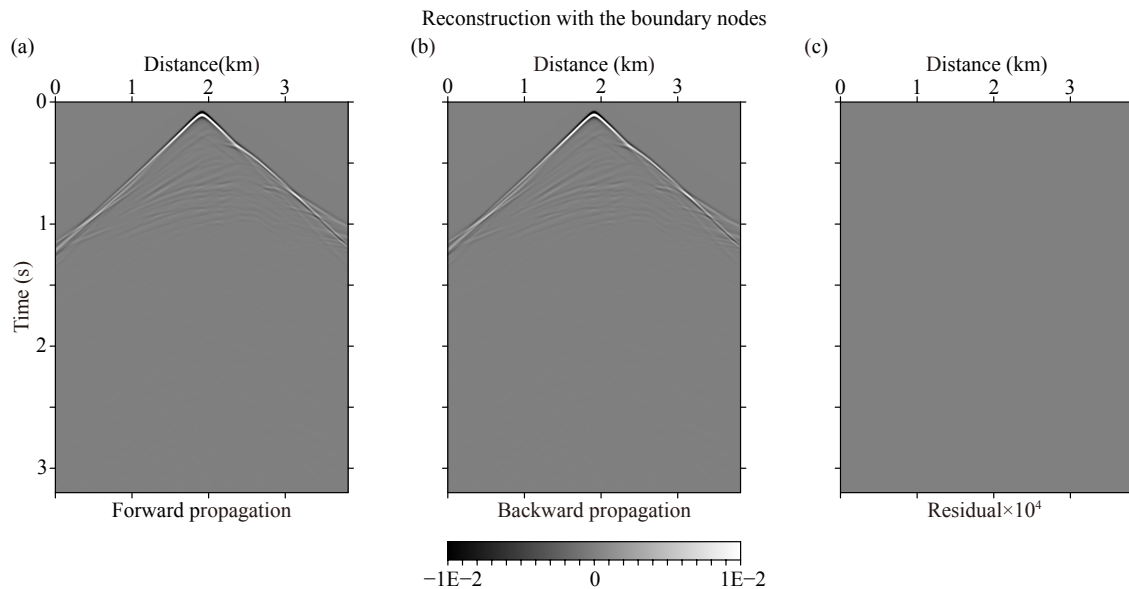 Reconstruction with the boundary nodes
(a)
(b)
(c)
Distance(km)
Distance (km)
Distance (km)
0 1 2 3
0 1 2 3
0 1 2 3
0
1
2
3
Time (s)
Forward propagation
Backward propagation
Residual×10⁴
−1E−2 0 1E−2